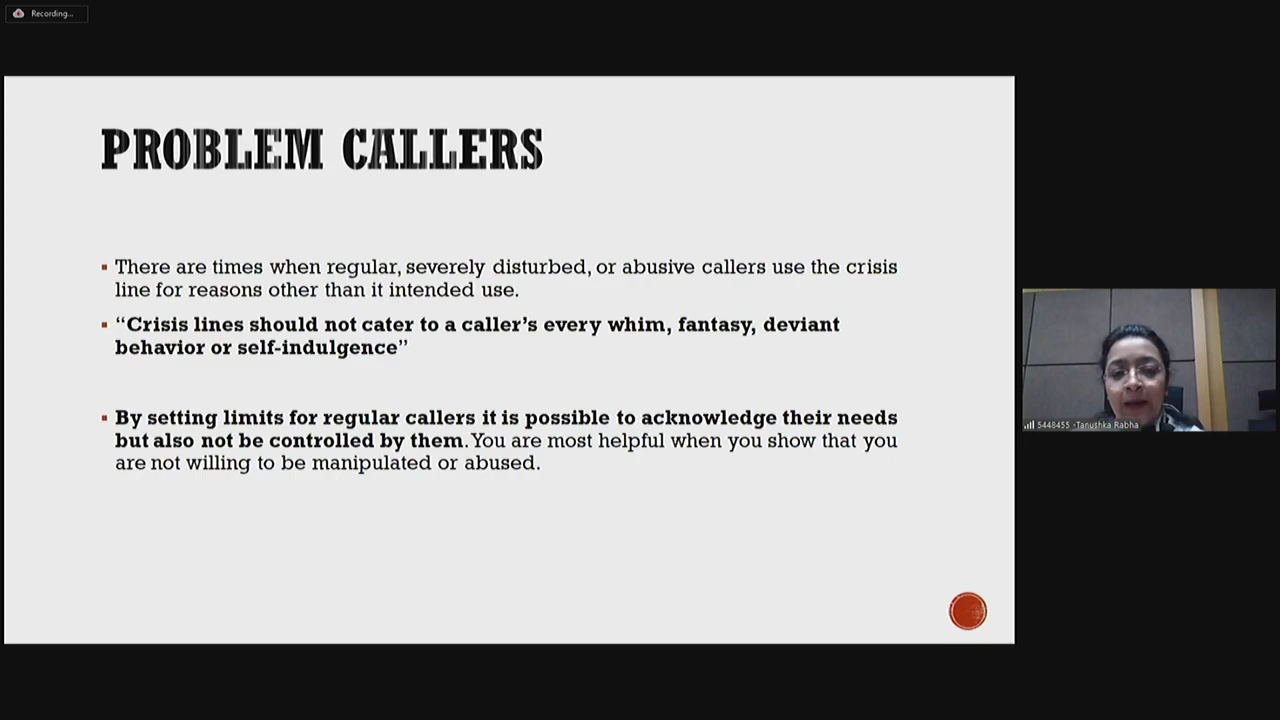 Recording...
PROBLEM CALLERS
There are times when regular, severely disturbed, or abusive callers use the crisis
line for reasons other than it intended use.
“Crisis lines should not cater to a caller’s every whim, fantasy, deviant
behavior or self-indulgence”
By setting limits for regular callers it is possible to acknowledge their needs
but also not be controlled by them. You are most helpful when you show that you
are not willing to be manipulated or abused.
5448455 -Tanushka Rabha